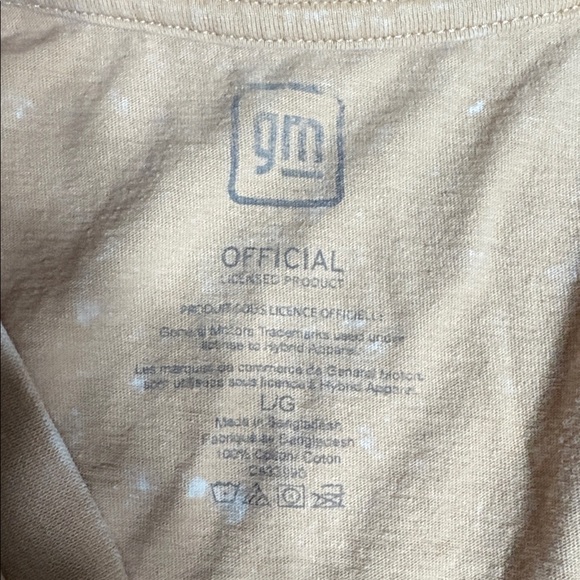 gm
OFFICIAL
LICENSED PRODUCT
PRODUIT SOUS LICENCE OFFICIELLE
General Motors Trademarks used under
license to Hybrid Apparel.
Les marques de commerce de General Motors
sont utilisées sous licence à Hybrid Apparel.
L/G
Made in Bangladesh
Fabriqué au Bangladesh
100% Cotton/ Coton